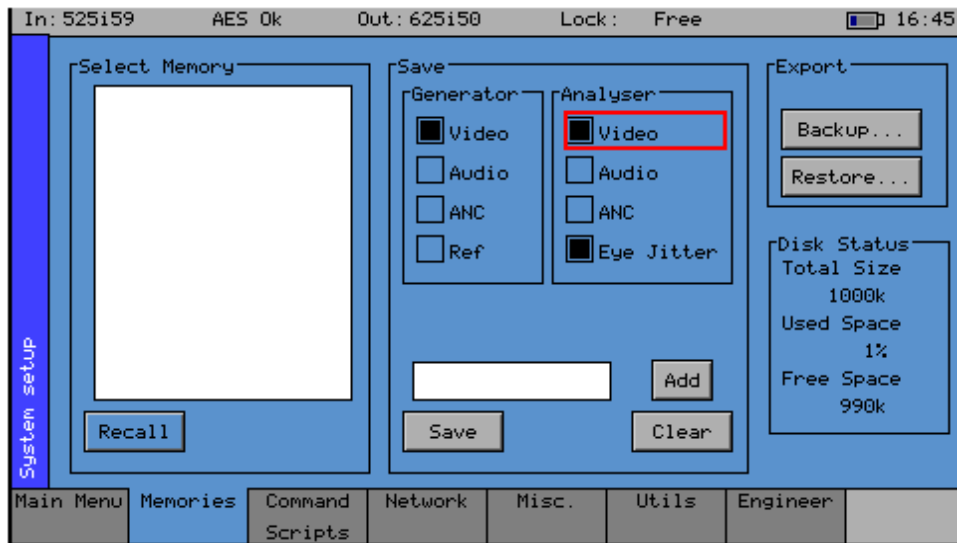 In:525i59 AES Ok Out:625i50 Lock: Free 16:45
System setup
Select Memory
Recall
Save
Generator
Video
Audio
ANC
Ref
Analyser
Video
Audio
ANC
Eye Jitter
Add
Save
Clear
Export
Backup...
Restore...
Disk Status
Total Size
1000k
Used Space
1%
Free Space
990k
Main Menu
Memories
Command
Scripts
Network
Misc.
Utils
Engineer